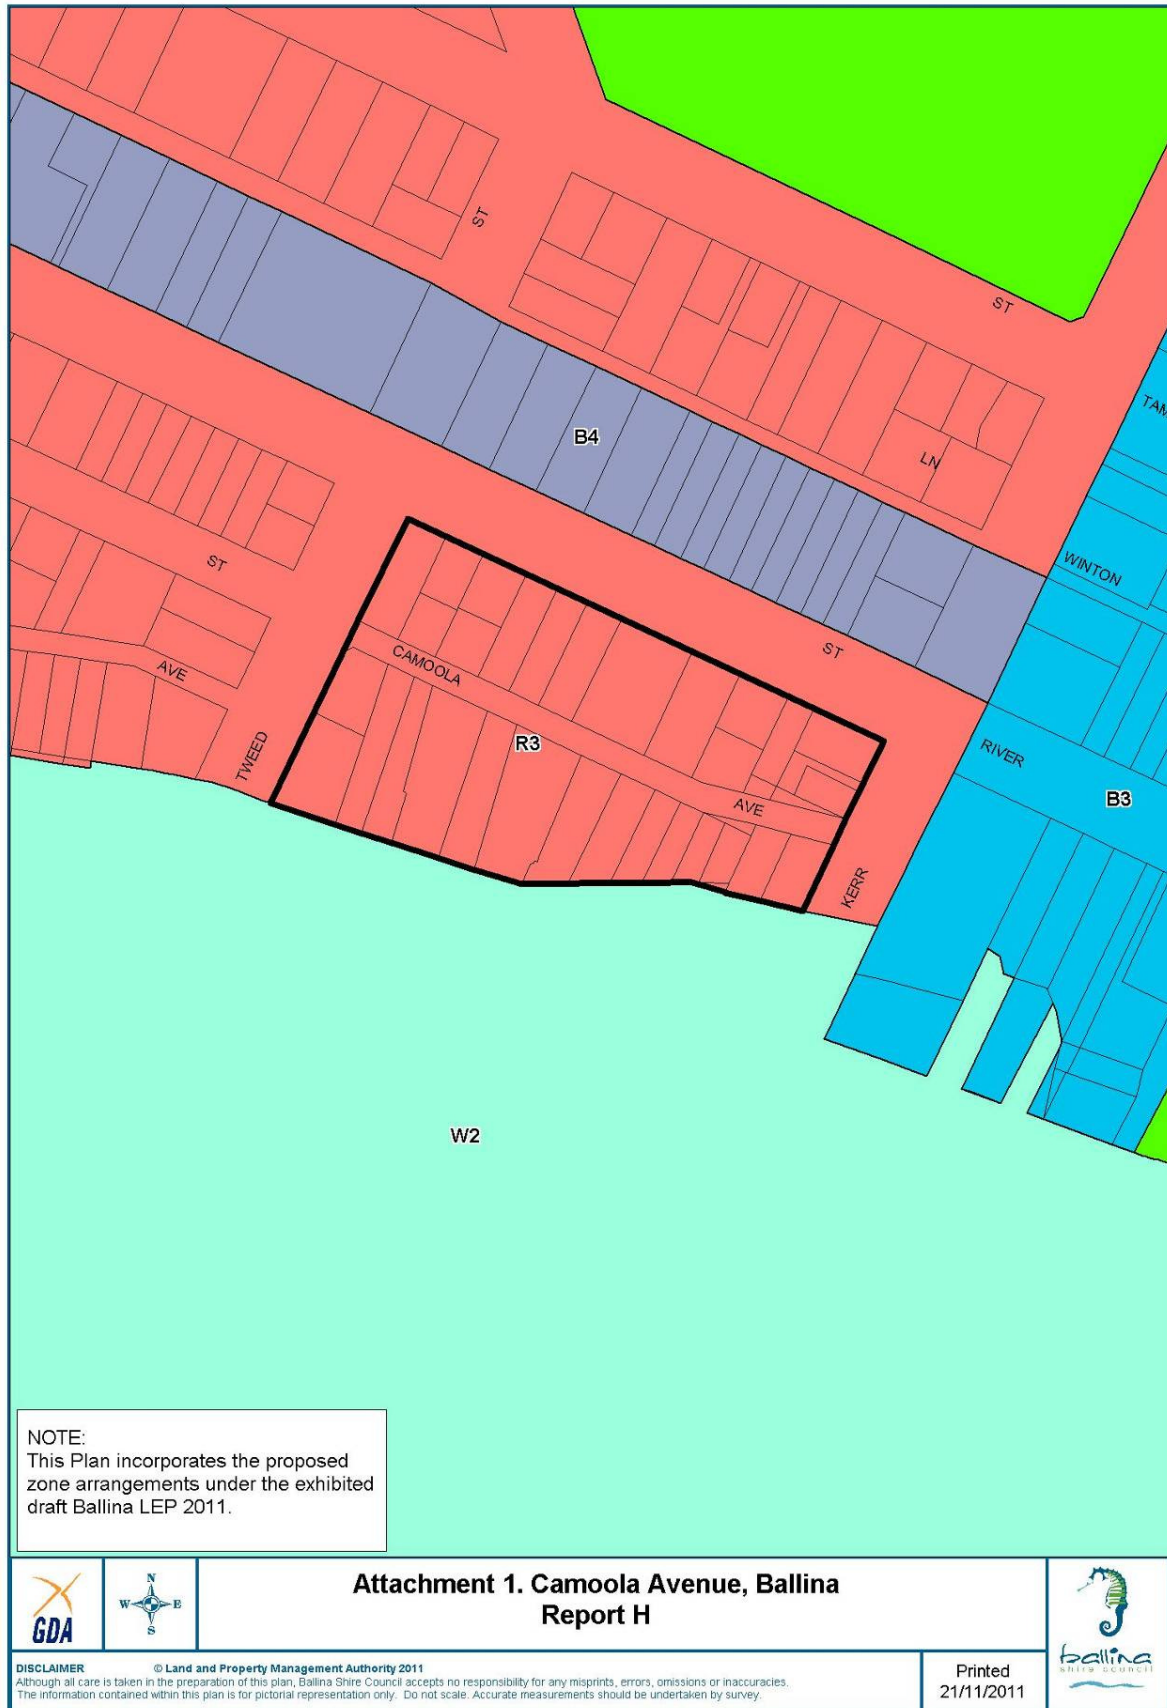 ST
ST
TAM
LN
B4
WINTON
ST
ST
CAMOOLA
AVE
R3
TWEED
RIVER
B3
AVE
KERR
W2
NOTE:
This Plan incorporates the proposed
zone arrangements under the exhibited
draft Ballina LEP 2011.
GDA
N
W E
S
Attachment 1. Camoola Avenue, Ballina
Report H
ballina
shire council
DISCLAIMER © Land and Property Management Authority 2011
Although all care is taken in the preparation of this plan, Ballina Shire Council accepts no responsibility for any misprints, errors, omissions or inaccuracies.
The information contained within this plan is for pictorial representation only. Do not scale. Accurate measurements should be undertaken by survey.
Printed
21/11/2011